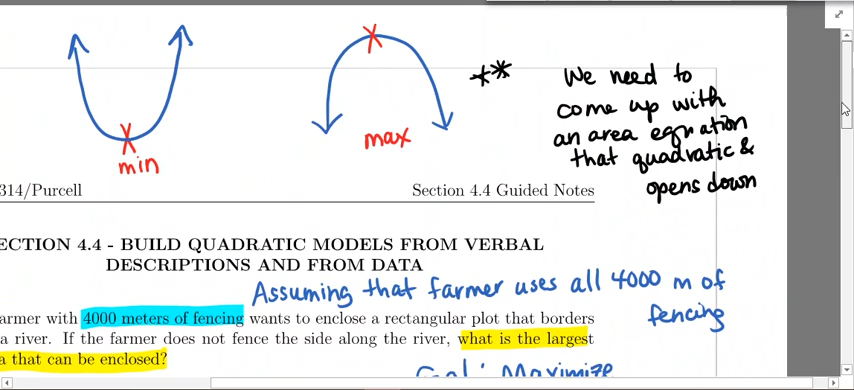 min
max
** We need to
come up with
an area equation
that quadratic &
opens down
314/Purcell
Section 4.4 Guided Notes
ECTION 4.4 - BUILD QUADRATIC MODELS FROM VERBAL
DESCRIPTIONS AND FROM DATA
Assuming that farmer uses all 4000 m of
fencing
armer with 4000 meters of fencing wants to enclose a rectangular plot that borders
a river. If the farmer does not fence the side along the river, what is the largest
a that can be enclosed?
Goal: Maximize